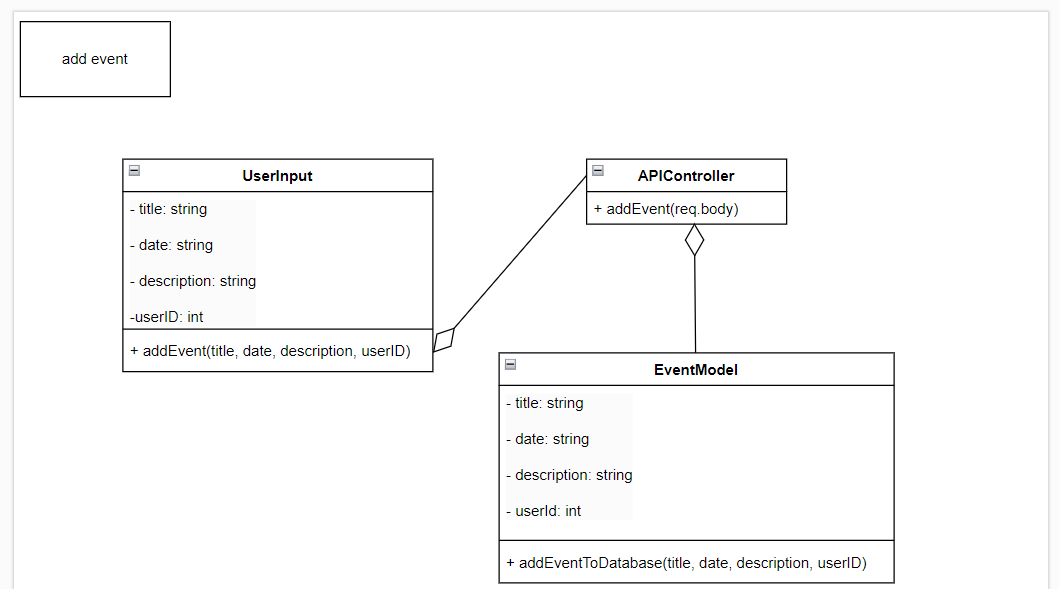 add event
UserInput
- title: string
- date: string
- description: string
-userID: int
+ addEvent(title, date, description, userID)
APIController
+ addEvent(req.body)
EventModel
- title: string
- date: string
- description: string
- userId: int
+ addEventToDatabase(title, date, description, userID)